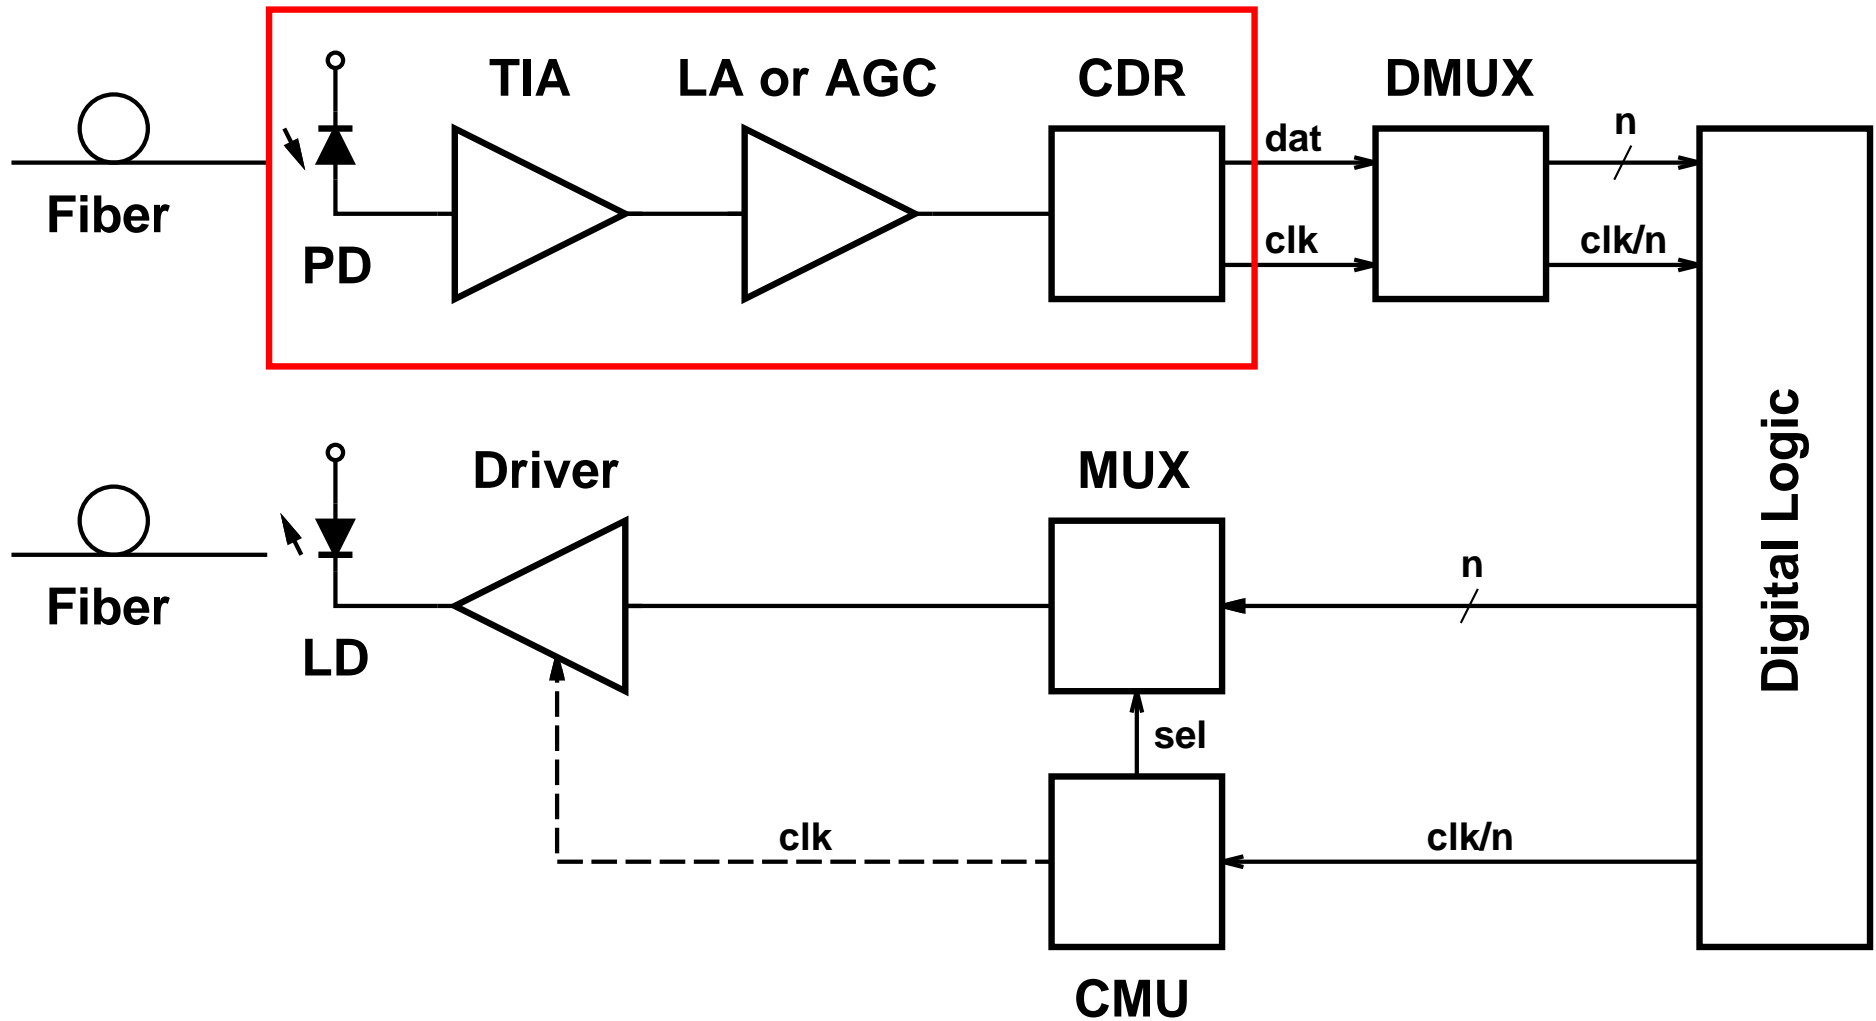 TIA
LA or AGC
CDR
DMUX
dat
n
Fiber
PD
clk
clk/n
Digital Logic
Driver
MUX
n
Fiber
LD
sel
clk
clk/n
CMU